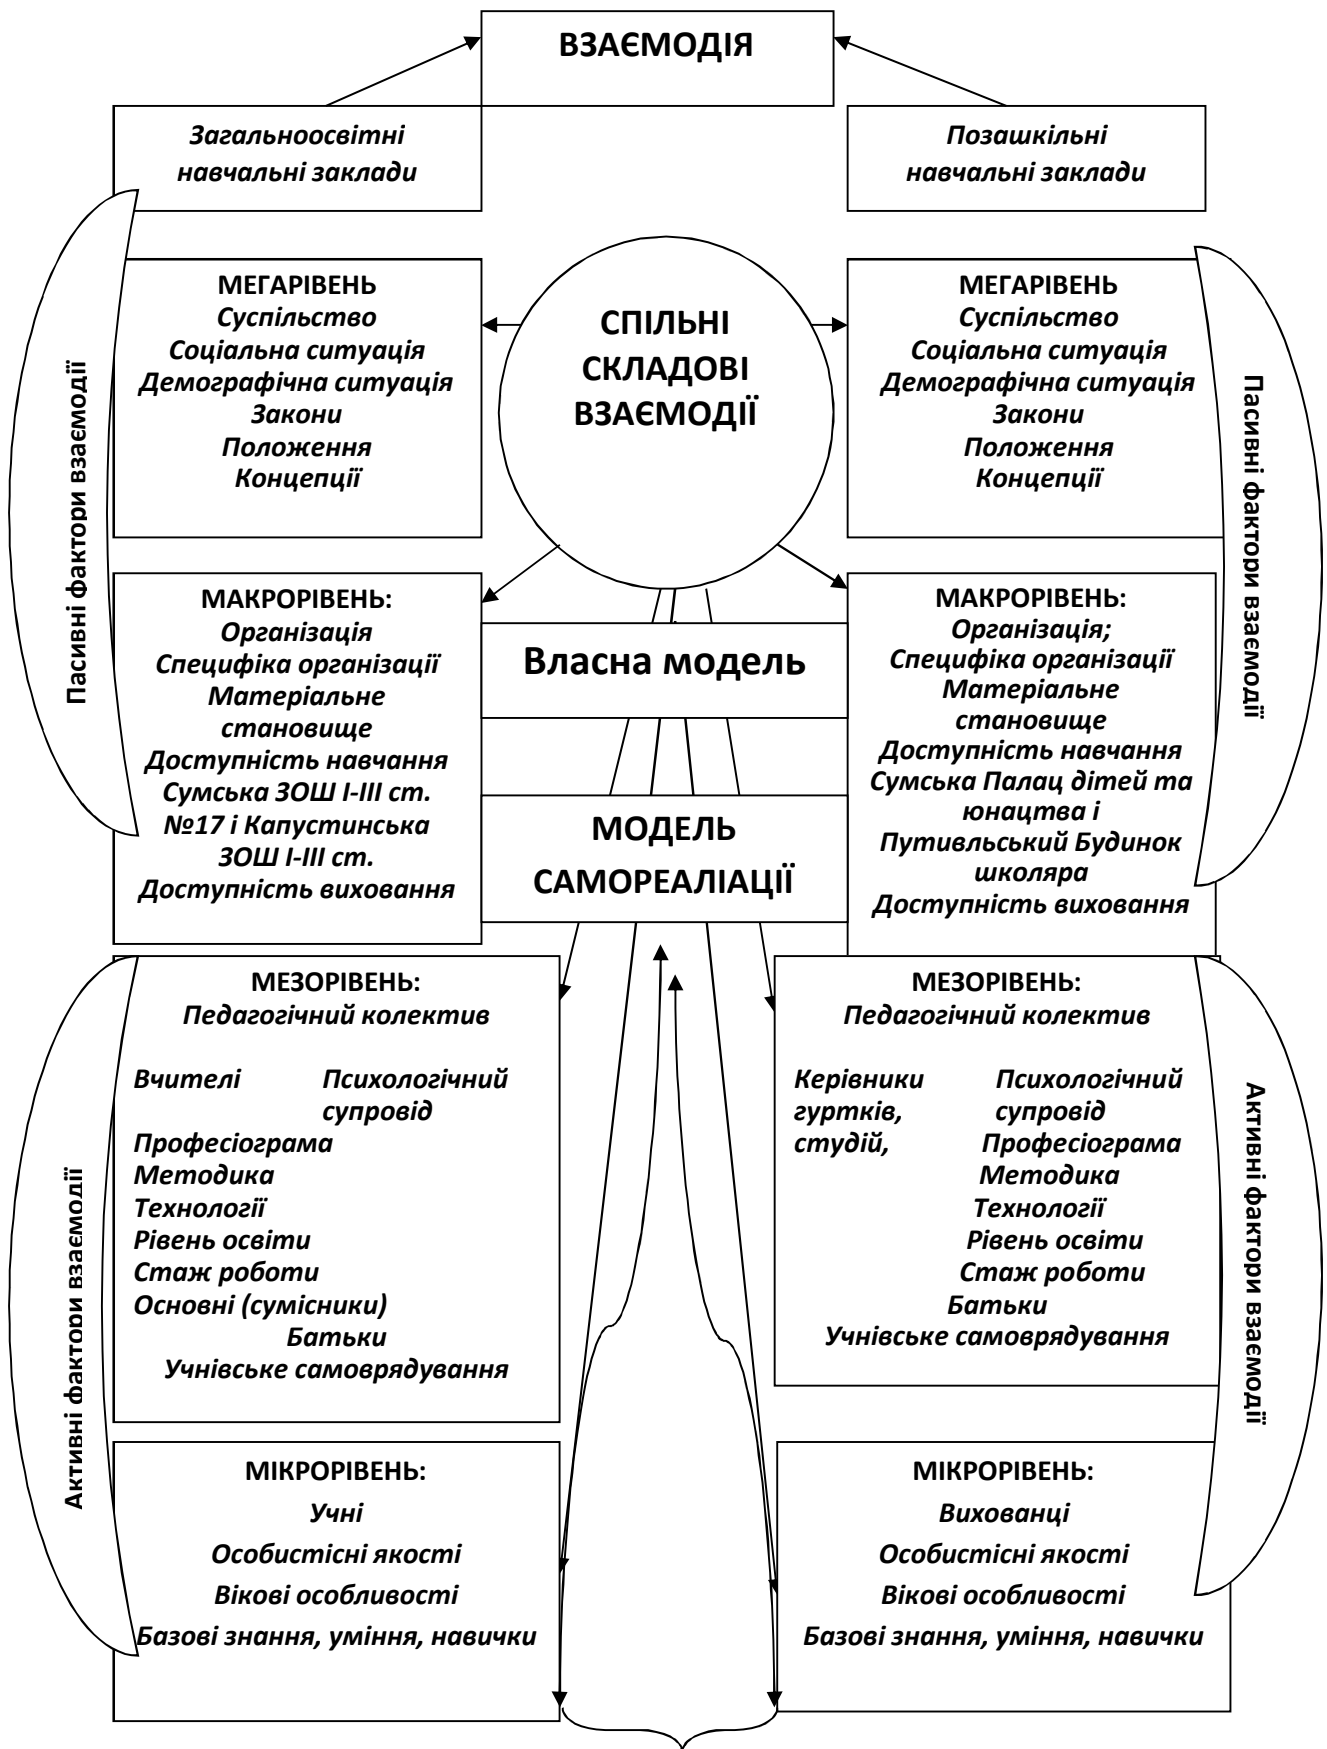 ВЗАЄМОДІЯ
Загальноосвітні
навчальні заклади
Позашкільні
навчальні заклади
СПІЛЬНІ
СКЛАДОВІ
ВЗАЄМОДІЇ
Пасивні фактори взаємодії
МЕГАРІВЕНЬ
Суспільство
Соціальна ситуація
Демографічна ситуація
Закони
Положення
Концепції
МЕГАРІВЕНЬ
Суспільство
Соціальна ситуація
Демографічна ситуація
Закони
Положення
Концепції
Пасивні фактори взаємодії
МАКРОРІВЕНЬ:
Організація
Специфіка організації
Матеріальне
становище
Доступність навчання
Сумська ЗОШ І-ІІІ ст.
№17 і Капустинська
ЗОШ І-ІІІ ст.
Доступність виховання
Власна модель
МОДЕЛЬ
САМОРЕАЛІАЦІЇ
МАКРОРІВЕНЬ:
Організація;
Специфіка організації
Матеріальне
становище
Доступність навчання
Сумська Палац дітей та
юнацтва і
Путивльський Будинок
школяра
Доступність виховання
Активні фактори взаємодії
МЕЗОРІВЕНЬ:
Педагогічний колектив
Вчителі Психологічний
супровід
Професіограма
Методика
Технології
Рівень освіти
Стаж роботи
Основні (сумісники)
Батьки
Учнівське самоврядування
МЕЗОРІВЕНЬ:
Педагогічний колектив
Керівники Психологічний
гуртків, супровід
студій, Професіограма
Методика
Технології
Рівень освіти
Стаж роботи
Батьки
Учнівське самоврядування
Активні фактори взаємодії
МІКРОРІВЕНЬ:
Учні
Особистісні якості
Вікові особливості
Базові знання, уміння, навички
МІКРОРІВЕНЬ:
Вихованці
Особистісні якості
Вікові особливості
Базові знання, уміння, навички